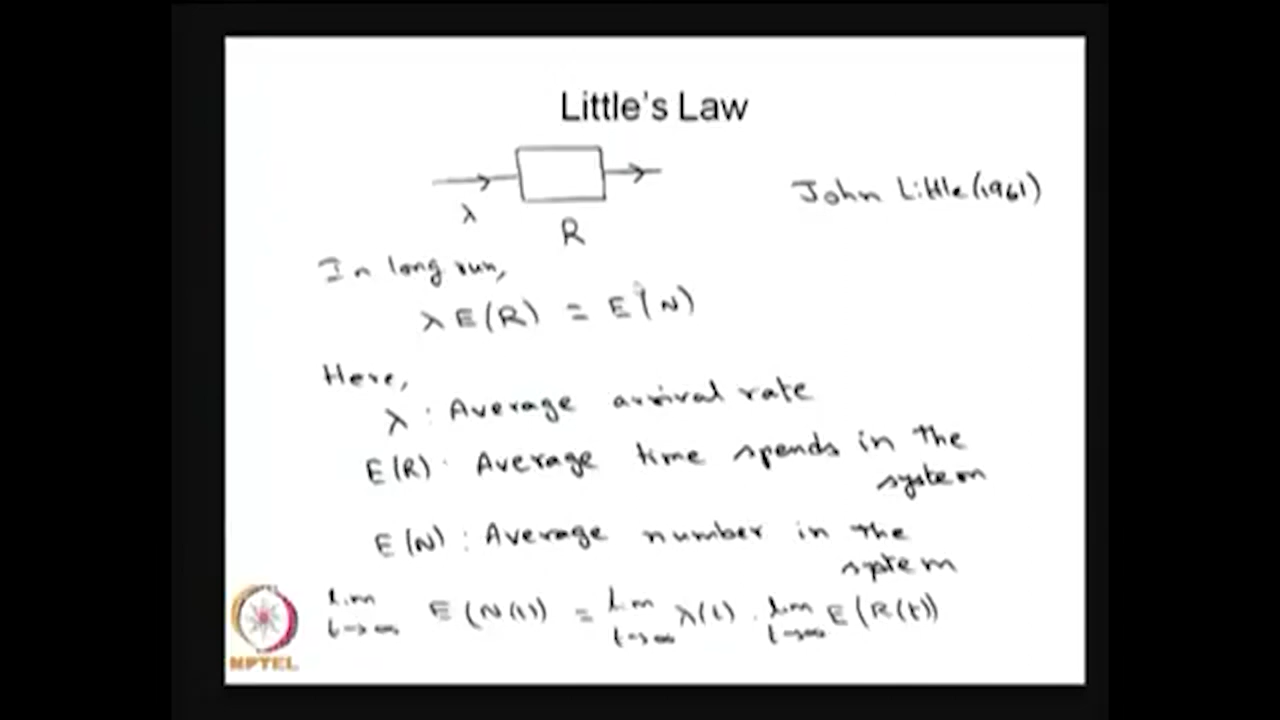 Little's Law
λ
R
John Little (1961)
In long run,
λ E(R) = E(N)
Here,
λ : Average arrival rate
E(R) : Average time spends in the
system
E(N) : Average number in the
system
lim t→∞ E(N(t)) = lim t→∞ λ(t) . lim t→∞ E(R(t))
NPTEL